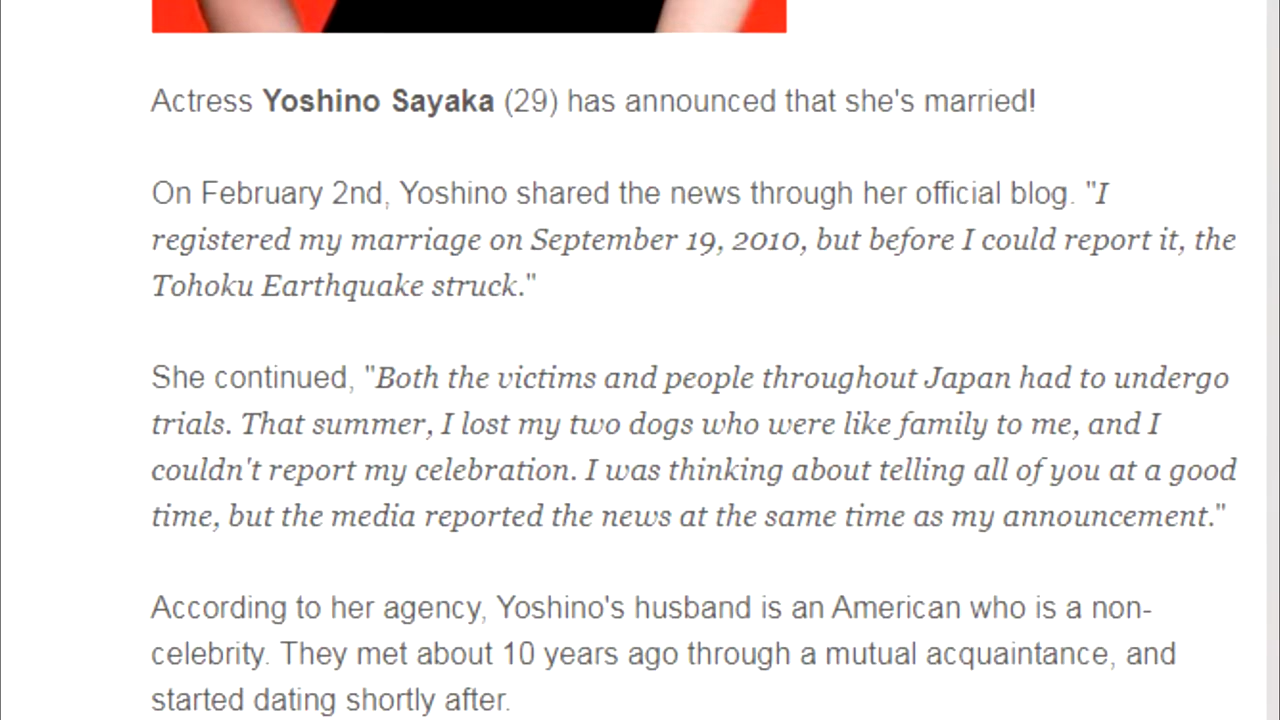 Actress Yoshino Sayaka (29) has announced that she's married!
On February 2nd, Yoshino shared the news through her official blog. "I
registered my marriage on September 19, 2010, but before I could report it, the
Tohoku Earthquake struck."
She continued, "Both the victims and people throughout Japan had to undergo
trials. That summer, I lost my two dogs who were like family to me, and I
couldn't report my celebration. I was thinking about telling all of you at a good
time, but the media reported the news at the same time as my announcement."
According to her agency, Yoshino's husband is an American who is a non-
celebrity. They met about 10 years ago through a mutual acquaintance, and
started dating shortly after.